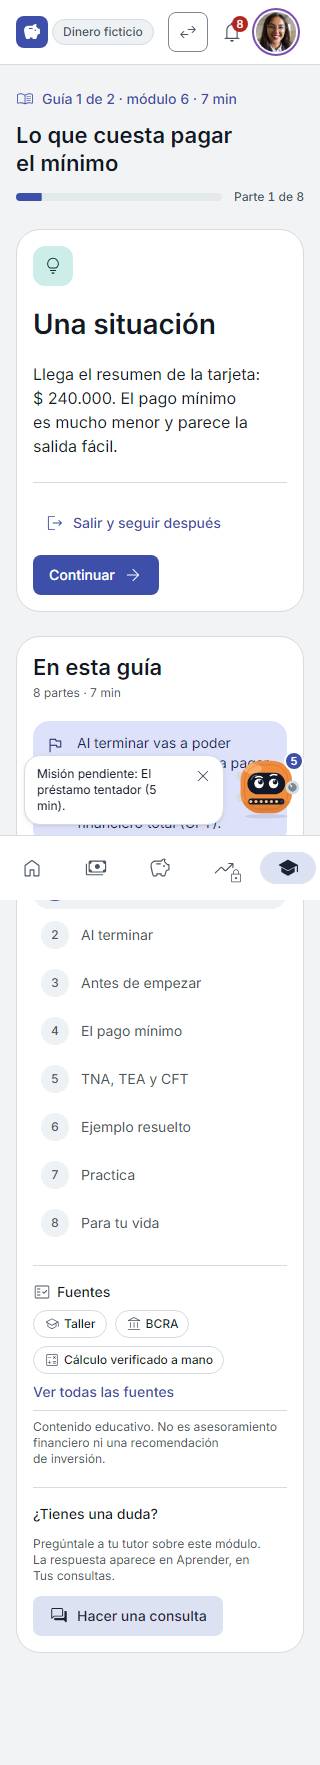 Dinero ficticio
8
Guía 1 de 2 · módulo 6 · 7 min
Lo que cuesta pagar
el mínimo
Parte 1 de 8
Una situación
Llega el resumen de la tarjeta:
$ 240.000. El pago mínimo
es mucho menor y parece la
salida fácil.
Salir y seguir después
Continuar
En esta guía
8 partes · 7 min
Al terminar vas a poder
5
Misión pendiente: El
préstamo tentador (5
min).
2 Al terminar
3 Antes de empezar
4 El pago mínimo
5 TNA, TEA y CFT
6 Ejemplo resuelto
7 Practica
8 Para tu vida
Fuentes
Taller
BCRA
Cálculo verificado a mano
Ver todas las fuentes
Contenido educativo. No es asesoramiento
financiero ni una recomendación
de inversión.
¿Tienes una duda?
Pregúntale a tu tutor sobre este módulo.
La respuesta aparece en Aprender, en
Tus consultas.
Hacer una consulta